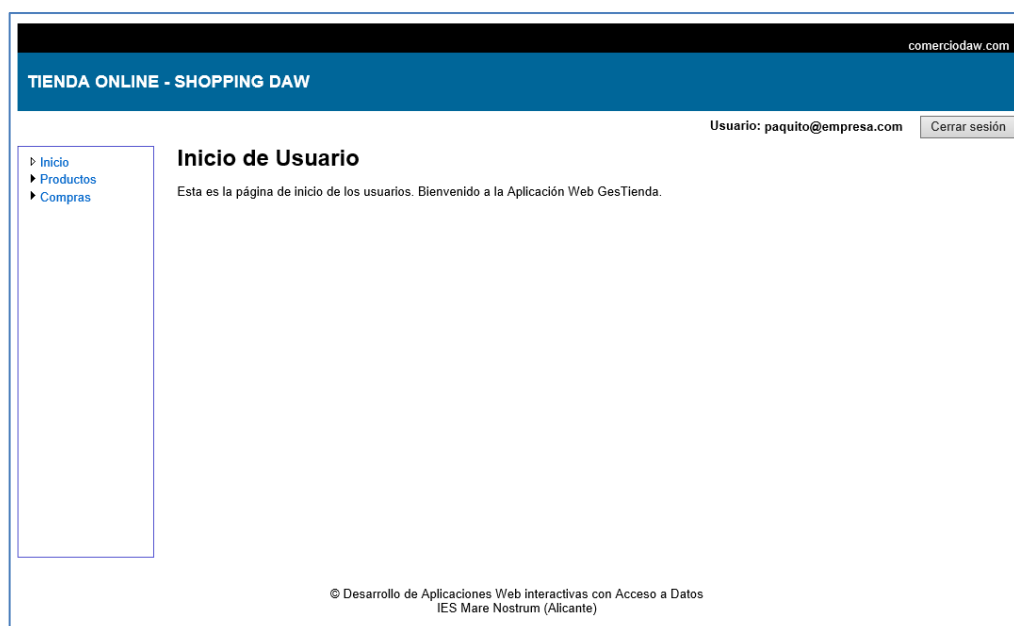 comerciodaw.com
TIENDA ONLINE - SHOPPING DAW
Usuario: paquito@empresa.com
Cerrar sesión
Inicio
Productos
Compras
Inicio de Usuario
Esta es la página de inicio de los usuarios. Bienvenido a la Aplicación Web GesTienda.
© Desarrollo de Aplicaciones Web interactivas con Acceso a Datos
IES Mare Nostrum (Alicante)